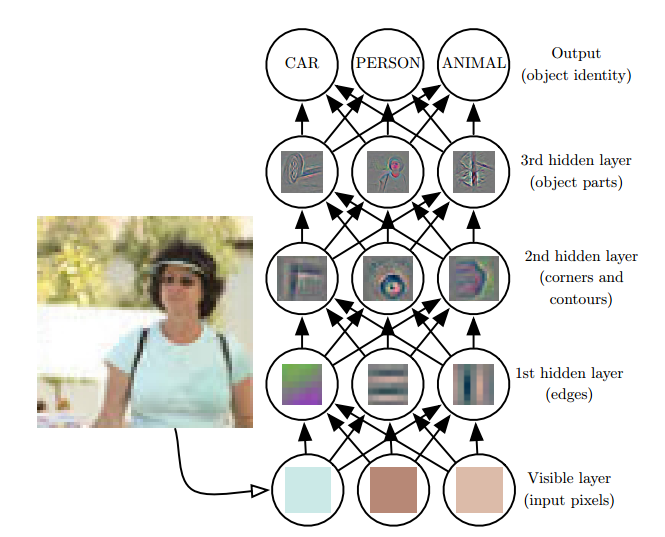 CAR
PERSON
ANIMAL
Output
(object identity)
3rd hidden layer
(object parts)
2nd hidden layer
(corners and
contours)
1st hidden layer
(edges)
Visible layer
(input pixels)